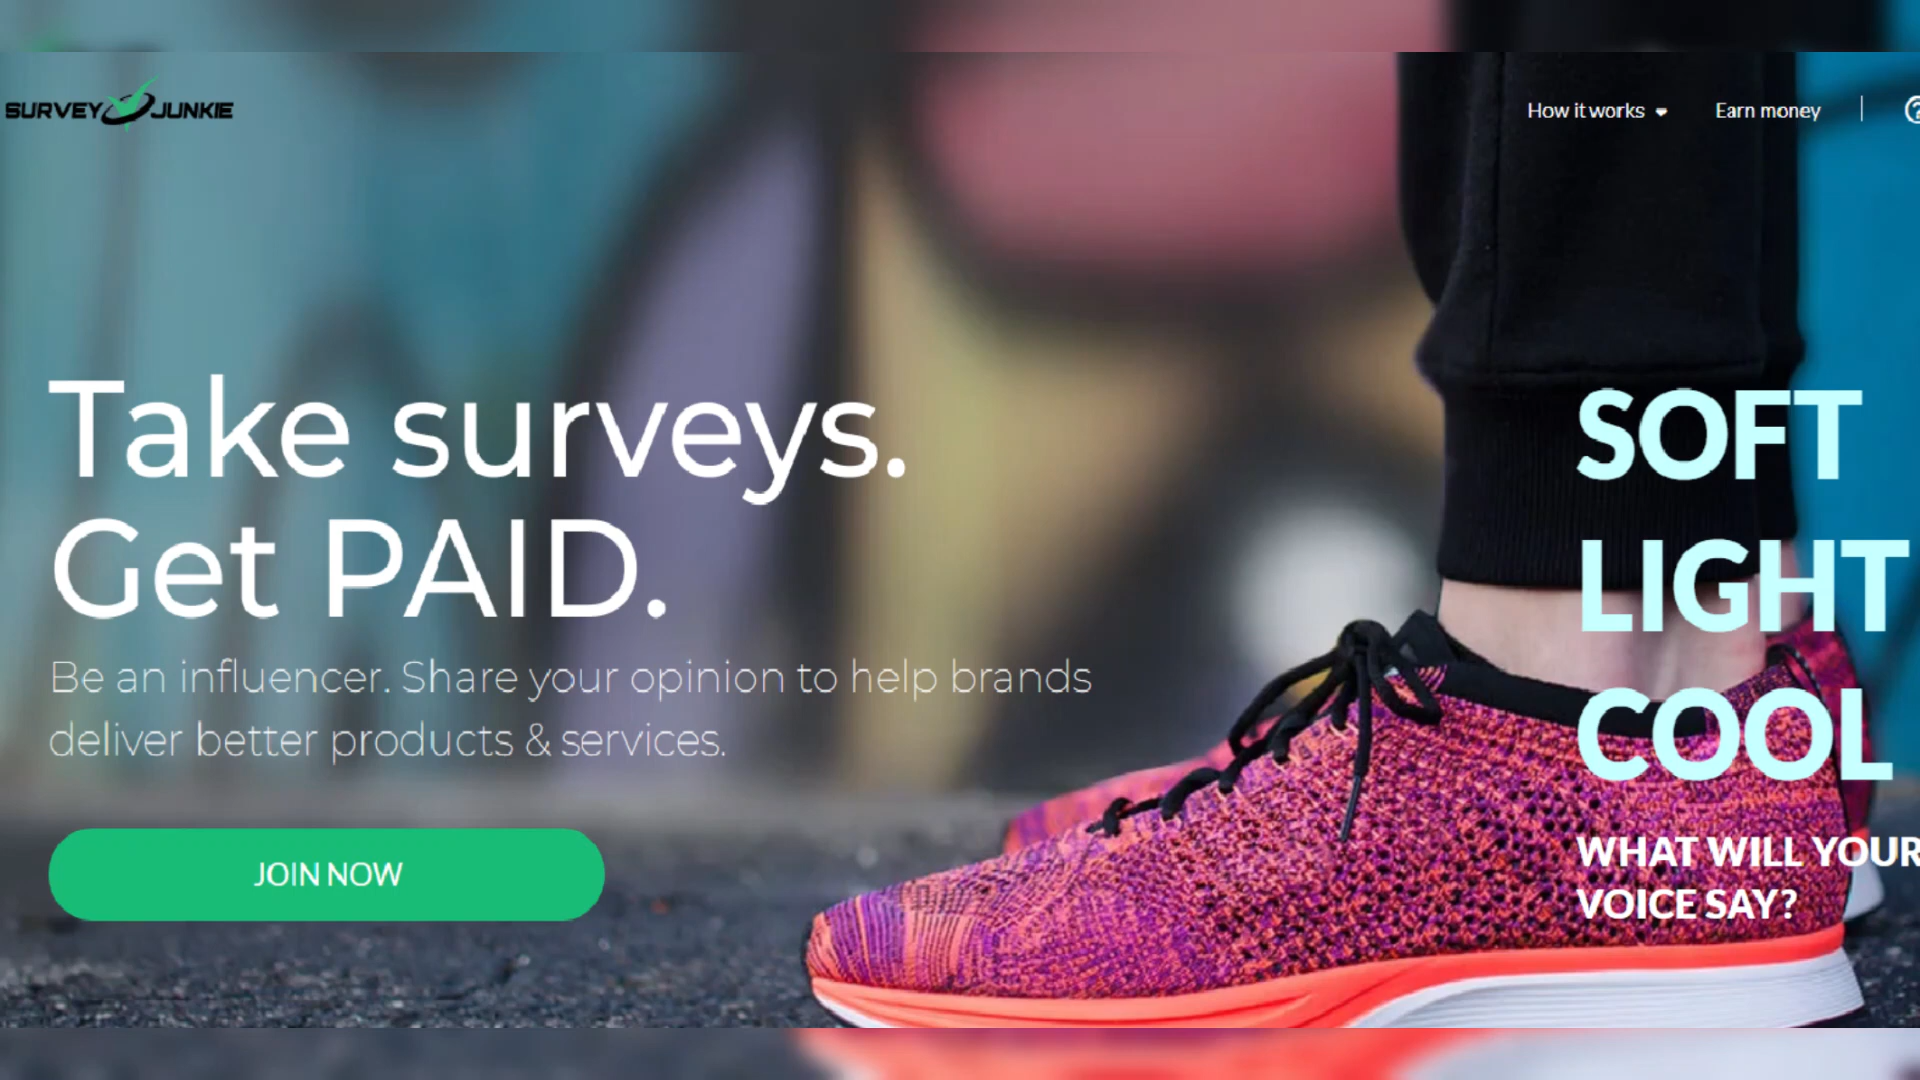 SURVEY JUNKIE
How it works
Earn money
Take surveys.
Get PAID.
Be an influencer. Share your opinion to help brands
deliver better products & services.
JOIN NOW
SOFT
LIGHT
COOL
WHAT WILL YOUR
VOICE SAY?